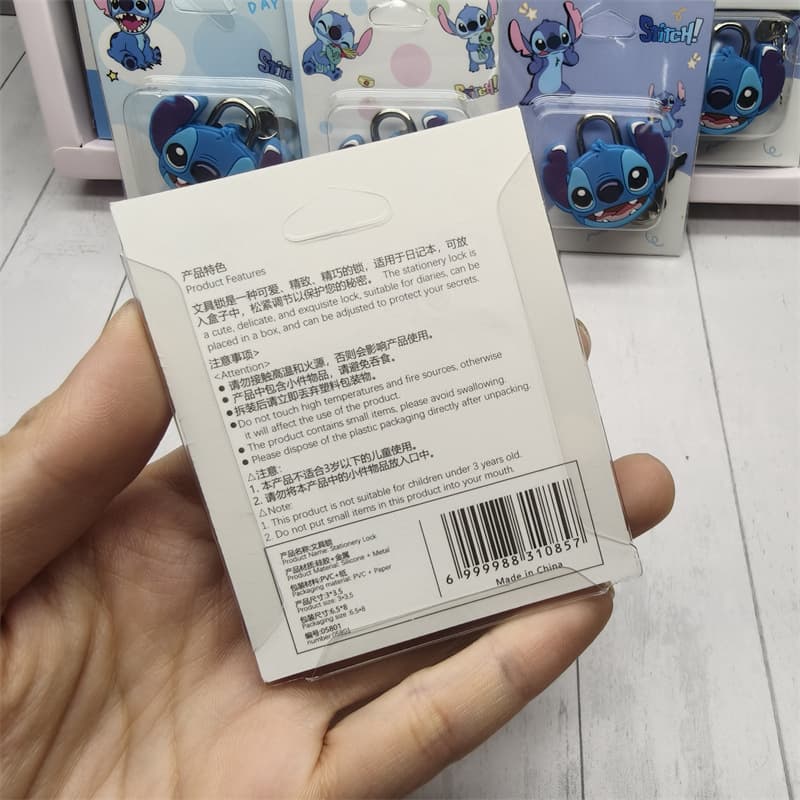 DAY
Stitch!
Stitch!
Stitch!
产品特色
Product Features
文具锁是一种可爱、精致、精巧的锁，适用于日记本，可放
入盒子中，松紧调节以保护您的秘密。 The stationery lock is
a cute, delicate, and exquisite lock, suitable for diaries, can be
placed in a box, and can be adjusted to protect your secrets.
注意事项>
<Attention>
● 请勿接触高温和火源，否则会影响产品使用。
● 产品中包含小件物品，请避免吞食。
●拆装后请立即丢弃塑料包装物。
●Do not touch high temperatures and fire sources, otherwise
it will affect the use of the product.
● The product contains small items, please avoid swallowing.
● Please dispose of the plastic packaging directly after unpacking.
△注意:
1. 本产品不适合3岁以下的儿童使用。
2. 请勿将本产品中的小件物品放入口中。
△Note:
1. This product is not suitable for children under 3 years old.
2. Do not put small items in this product into your mouth.
产品名称:文具锁
Product Name: Stationery Lock
产品材质:硅胶+金属
Product Material: Silicone + Metal
包装材料:PVC+纸
Packaging material: PVC + Paper
产品尺寸:3*3.5
Product size: 3*3.5
包装尺寸:6.5*8
Packaging size: 6.5*8
编号:05801
number:05801
6 999988 310857
Made in China